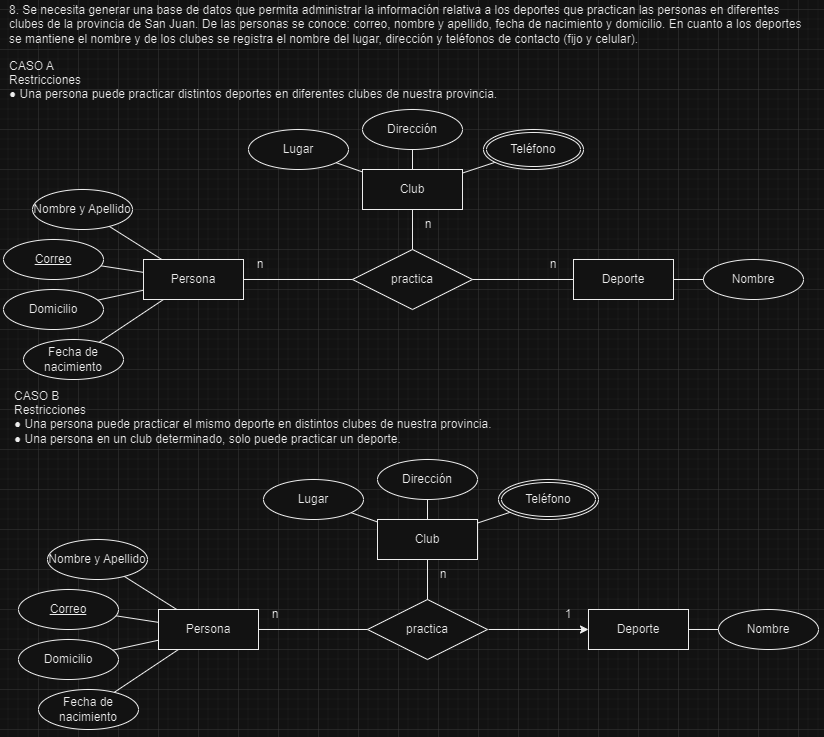 8. Se necesita generar una base de datos que permita administrar la información relativa a los deportes que practican las personas en diferentes
clubes de la provincia de San Juan. De las personas se conoce: correo, nombre y apellido, fecha de nacimiento y domicilio. En cuanto a los deportes
se mantiene el nombre y de los clubes se registra el nombre del lugar, dirección y teléfonos de contacto (fijo y celular).
CASO A
Restricciones
● Una persona puede practicar distintos deportes en diferentes clubes de nuestra provincia.
Dirección
Lugar
Teléfono
Club
Nombre y Apellido
n
Correo
n
n
Persona
practica
Deporte
Nombre
Domicilio
Fecha de
nacimiento
CASO B
Restricciones
● Una persona puede practicar el mismo deporte en distintos clubes de nuestra provincia.
● Una persona en un club determinado, solo puede practicar un deporte.
Dirección
Lugar
Teléfono
Club
Nombre y Apellido
n
Correo
n
1
Persona
practica
Deporte
Nombre
Domicilio
Fecha de
nacimiento